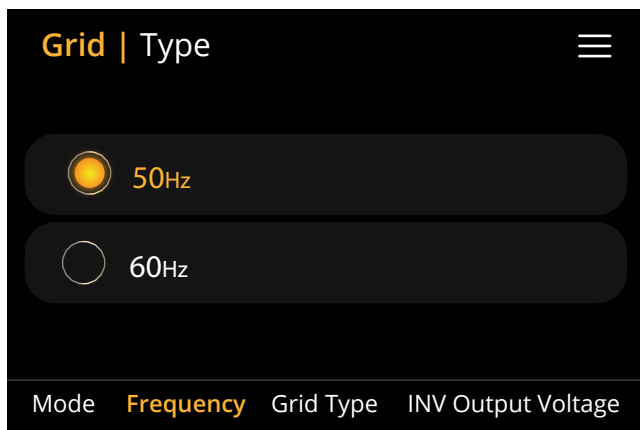 Grid | Type
50Hz
60Hz
Mode Frequency Grid Type INV Output Voltage